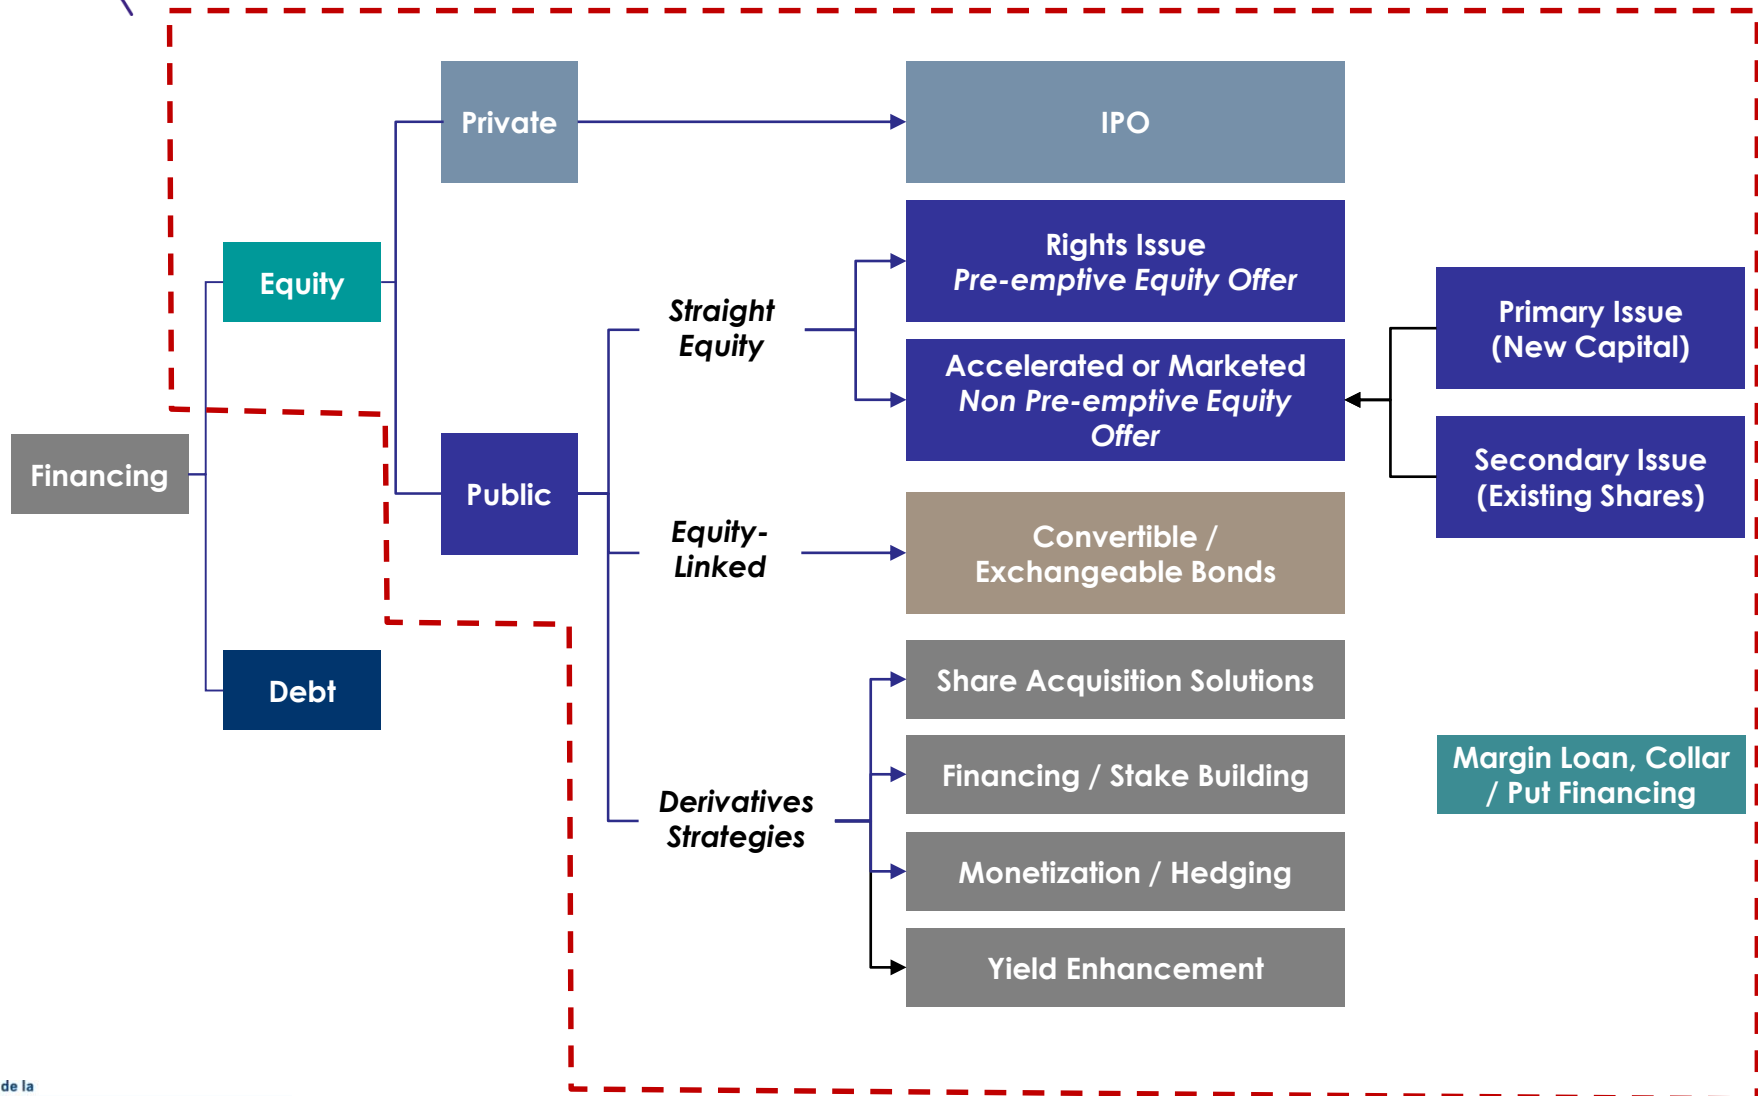 Private
IPO
Rights Issue
Pre-emptive Equity Offer
Equity
Straight
Equity
Primary Issue
(New Capital)
Accelerated or Marketed
Non Pre-emptive Equity
Offer
Financing
Public
Secondary Issue
(Existing Shares)
Equity-
Linked
Convertible /
Exchangeable Bonds
Debt
Share Acquisition Solutions
Financing / Stake Building
Margin Loan, Collar
/ Put Financing
Derivatives
Strategies
Monetization / Hedging
Yield Enhancement
de la